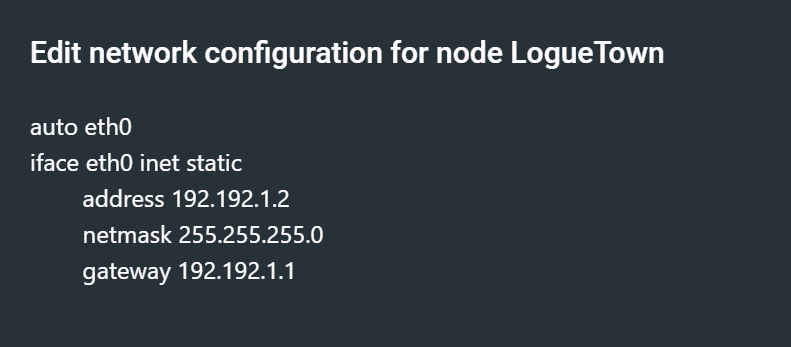 Edit network configuration for node LogueTown
auto eth0
iface eth0 inet static
address 192.192.1.2
netmask 255.255.255.0
gateway 192.192.1.1